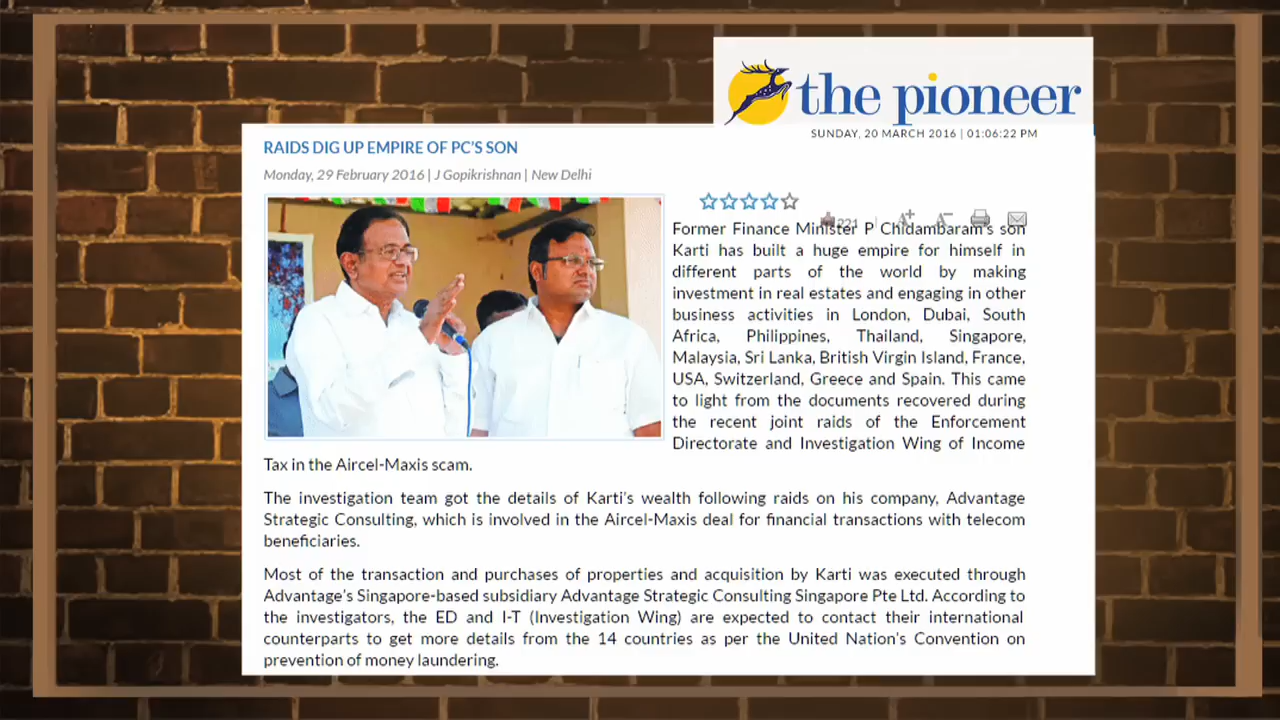 the pioneer
SUNDAY, 20 MARCH 2016 | 01:06:22 PM
RAIDS DIG UP EMPIRE OF PC'S SON
Monday, 29 February 2016 | J Gopikrishnan | New Delhi
221
Former Finance Minister P Chidambaram's son
Karti has built a huge empire for himself in
different parts of the world by making
investment in real estates and engaging in other
business activities in London, Dubai, South
Africa, Philippines, Thailand, Singapore,
Malaysia, Sri Lanka, British Virgin Island, France,
USA, Switzerland, Greece and Spain. This came
to light from the documents recovered during
the recent joint raids of the Enforcement
Directorate and Investigation Wing of Income
Tax in the Aircel-Maxis scam.
The investigation team got the details of Karti's wealth following raids on his company, Advantage
Strategic Consulting, which is involved in the Aircel-Maxis deal for financial transactions with telecom
beneficiaries.
Most of the transaction and purchases of properties and acquisition by Karti was executed through
Advantage's Singapore-based subsidiary Advantage Strategic Consulting Singapore Pte Ltd. According to
the investigators, the ED and I-T (Investigation Wing) are expected to contact their international
counterparts to get more details from the 14 countries as per the United Nation's Convention on
prevention of money laundering.